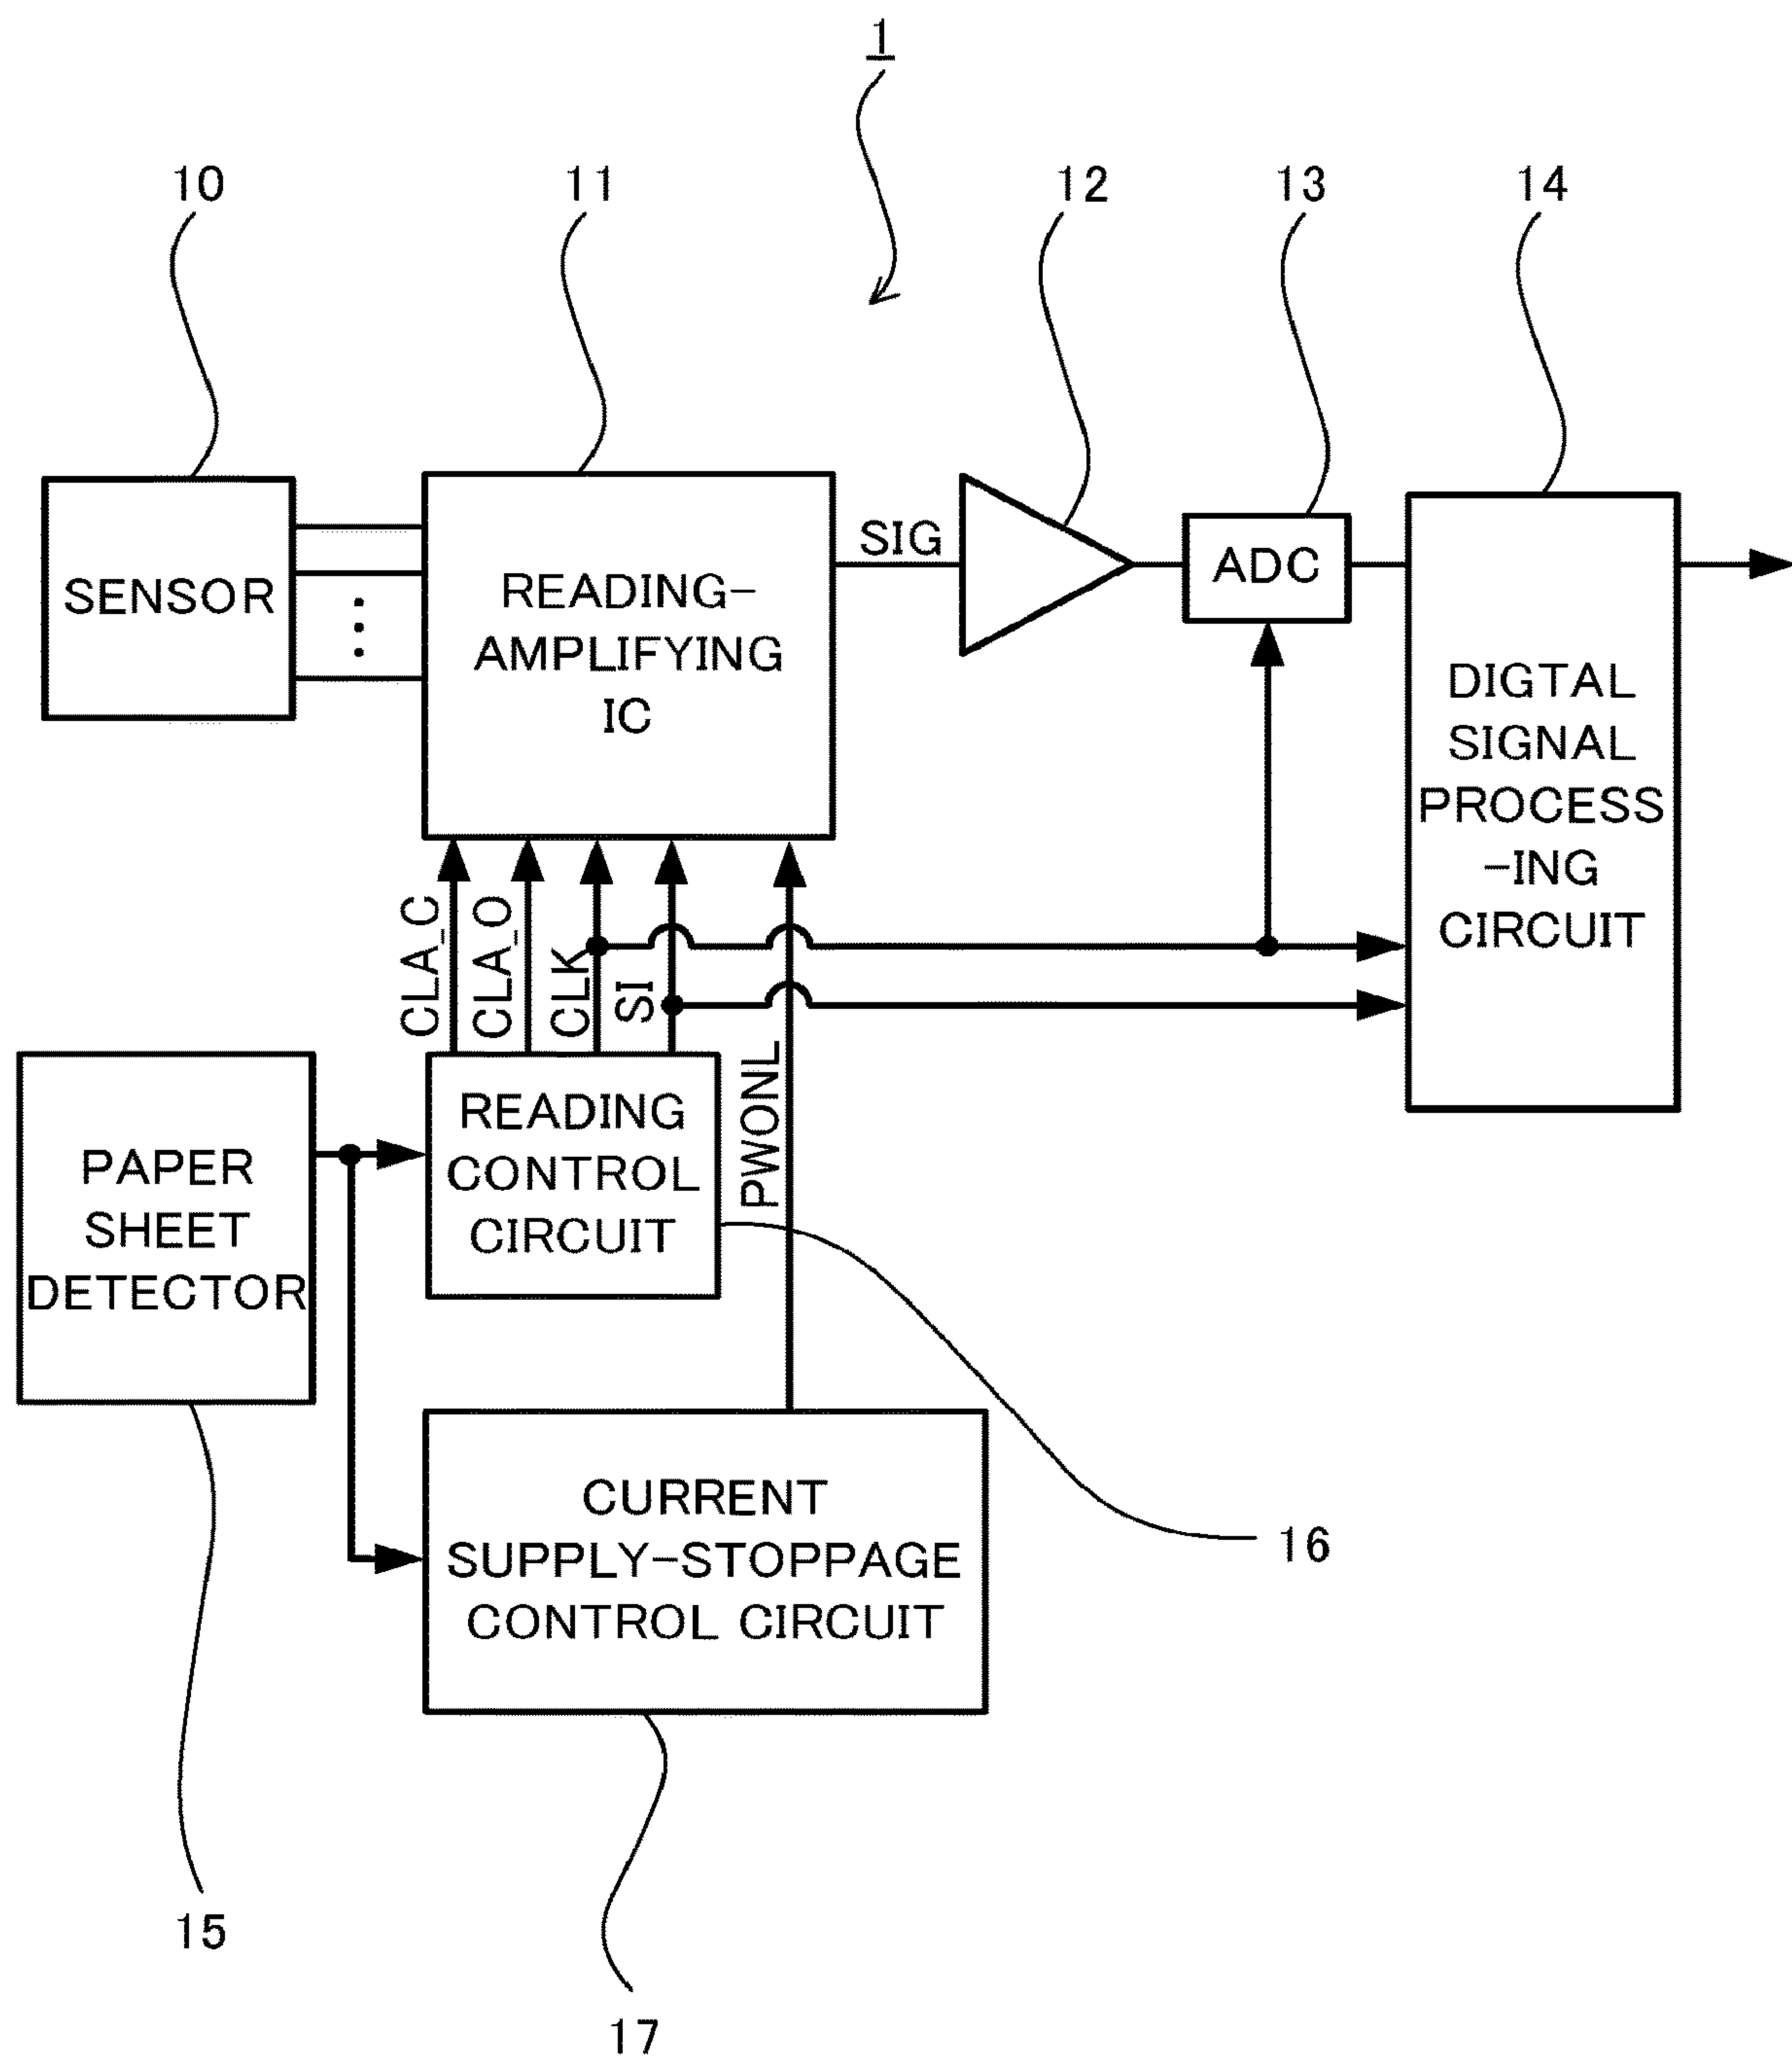 1
10
11
12
13
14
SENSOR
READING-
AMPLIFYING
IC
SIG
ADC
DIGTAL
SIGNAL
PROCESS
-ING
CIRCUIT
CLA_C
CLA_O
CLK
SI
PWONL
PAPER
SHEET
DETECTOR
READING
CONTROL
CIRCUIT
CURRENT
SUPPLY-STOPPAGE
CONTROL CIRCUIT
16
15
17